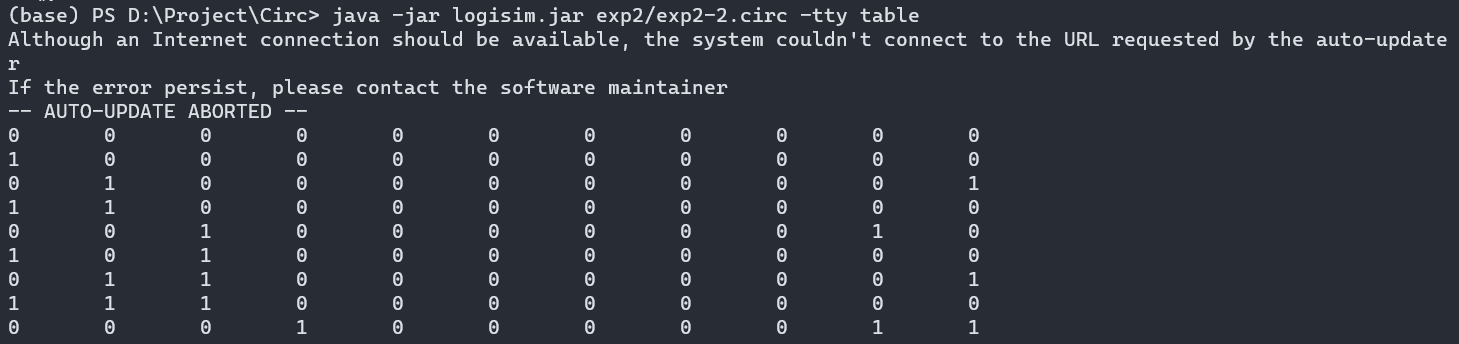 (base) PS D:\Project\Circ> java -jar logisim.jar exp2/exp2-2.circ -tty table
Although an Internet connection should be available, the system couldn't connect to the URL requested by the auto-update
r
If the error persist, please contact the software maintainer
-- AUTO-UPDATE ABORTED --
0 0 0 0 0 0 0 0 0 0 0
1 0 0 0 0 0 0 0 0 0 0
0 1 0 0 0 0 0 0 0 0 1
1 1 0 0 0 0 0 0 0 0 0
0 0 1 0 0 0 0 0 0 1 0
1 0 1 0 0 0 0 0 0 0 0
0 1 1 0 0 0 0 0 0 0 1
1 1 1 0 0 0 0 0 0 0 0
0 0 0 1 0 0 0 0 0 1 1